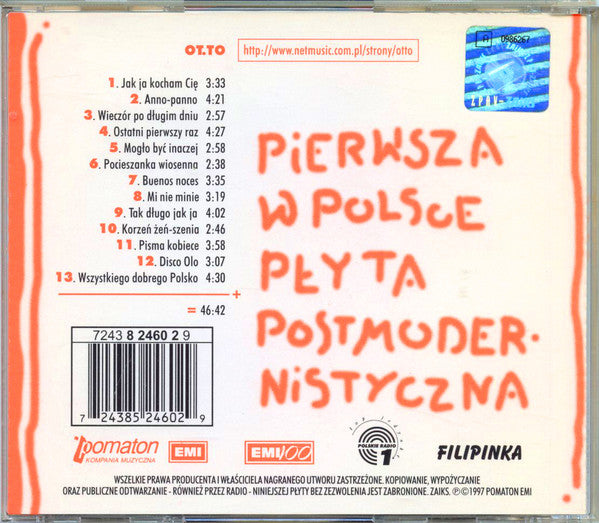 OT.TO
http://www.netmusic.com.pl/strony/otto
0986267
ZPAV
1. Jak ja kocham Cię 3:33
2. Anno-panno 4:21
3. Wieczór po długim dniu 2:57
4. Ostatni pierwszy raz 4:27
5. Mogło być inaczej 2:58
6. Pocieszanka wiosenna 2:38
7. Buenos noces 3:35
8. Mi nie minie 3:19
9. Tak długo jak ja 4:02
10. Korzeń żeń-szenia 2:46
11. Pisma kobiece 3:58
12. Disco Olo 3:07
13. Wszystkiego dobrego Polsko 4:30
+
= 46:42
PIERWSZA
W POLSCE
PŁYTA
POSTMODER-
NISTYCZNA
7243 8 24602 9
7 24385 24602 9
pomaton
KOMPANIA MUZYCZNA
EMI
EMI 100
POLSKIE RADIO
1
FILIPINKA
WSZELKIE PRAWA PRODUCENTA I WŁAŚCICIELA NAGRANEGO UTWORU ZASTRZEŻONE. KOPIOWANIE, WYPOŻYCZANIE
ORAZ PUBLICZNE ODTWARZANIE - RÓWNIEŻ PRZEZ RADIO - NINIEJSZEJ PŁYTY BEZ ZEZWOLENIA JEST ZABRONIONE. ZAIKS. ℗©1997 POMATON EMI